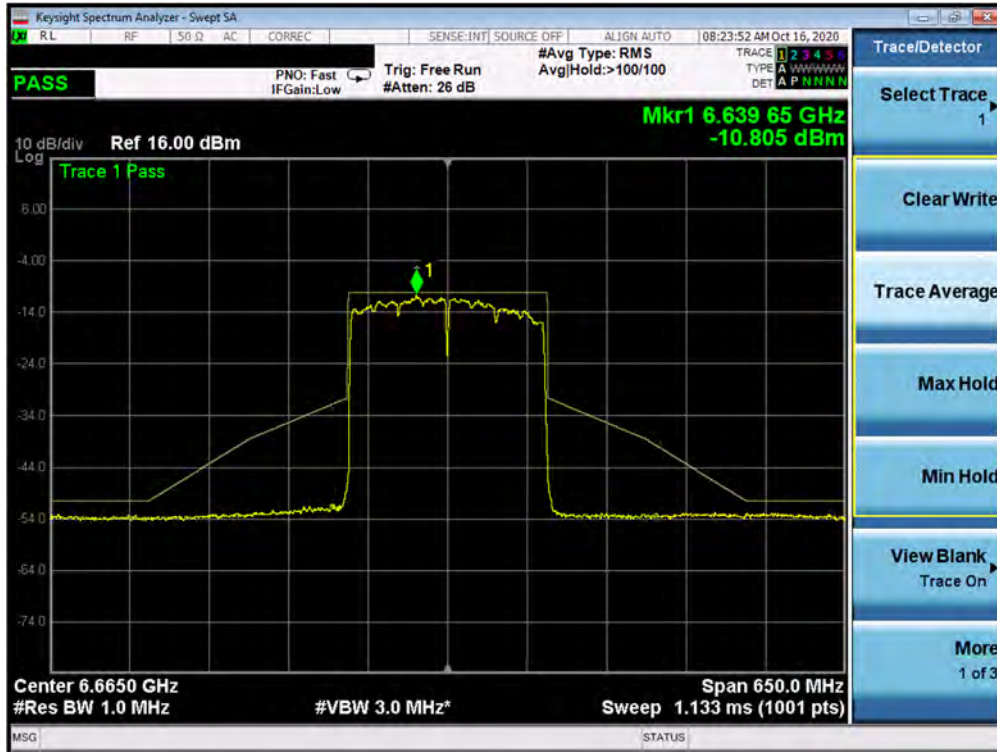 Keysight Spectrum Analyzer - Swept SA
LXI RL RF 50 Ω AC CORREC SENSE:INT SOURCE OFF ALIGN AUTO 08:23:52 AM Oct 16, 2020
PASS
PNO: Fast
IFGain:Low
Trig: Free Run
#Atten: 26 dB
#Avg Type: RMS
Avg|Hold:>100/100
TRACE 1 2 3 4 5 6
TYPE A WWWWW
DET A P N N N N
Mkr1 6.639 65 GHz
-10.805 dBm
10 dB/div Ref 16.00 dBm
Log
Trace 1 Pass
1
6.00
-4.00
-14.0
-24.0
-34.0
-44.0
-54.0
-64.0
-74.0
Center 6.6650 GHz
Span 650.0 MHz
#Res BW 1.0 MHz
#VBW 3.0 MHz*
Sweep 1.133 ms (1001 pts)
MSG
STATUS
Trace/Detector
Select Trace
1
Clear Write
Trace Average
Max Hold
Min Hold
View Blank
Trace On
More
1 of 3